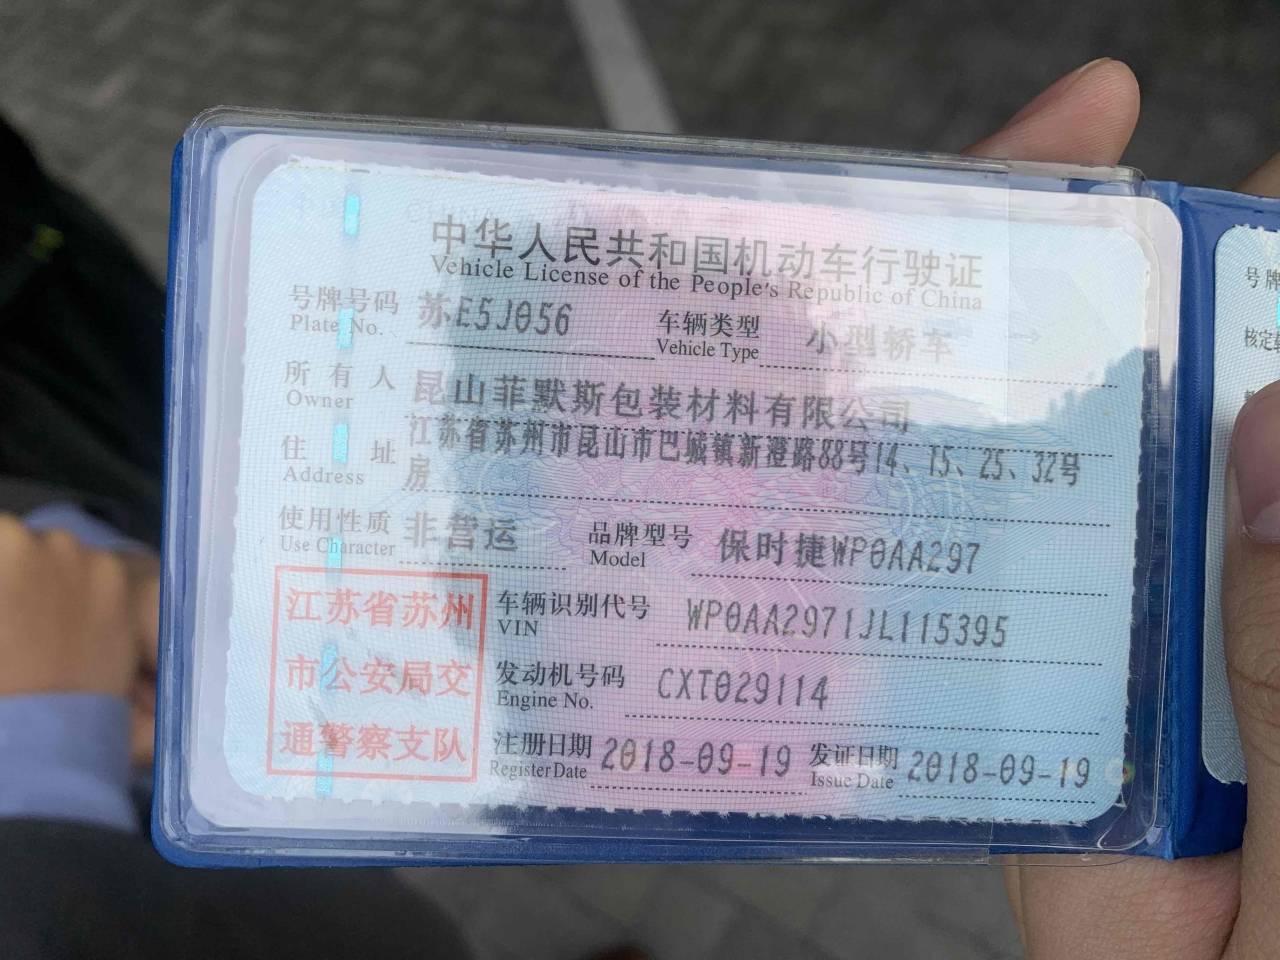 中华人民共和国机动车行驶证
Vehicle License of the People's Republic of China
号牌号码 苏E5J056 车辆类型 小型轿车
Plate No. Vehicle Type
所有人 昆山菲默斯包装材料有限公司
Owner
住址 江苏省苏州市昆山市巴城镇新澄路88号14、15、25、32号
Address 房
使用性质 非营运 品牌型号 保时捷WP0AA297
Use Character Model
江苏省苏州 车辆识别代号 WP0AA2971JL115395
VIN
市公安局交 发动机号码 CXT029114
Engine No.
通警察支队 注册日期 2018-09-19 发证日期 2018-09-19
Register Date Issue Date
号牌
核定